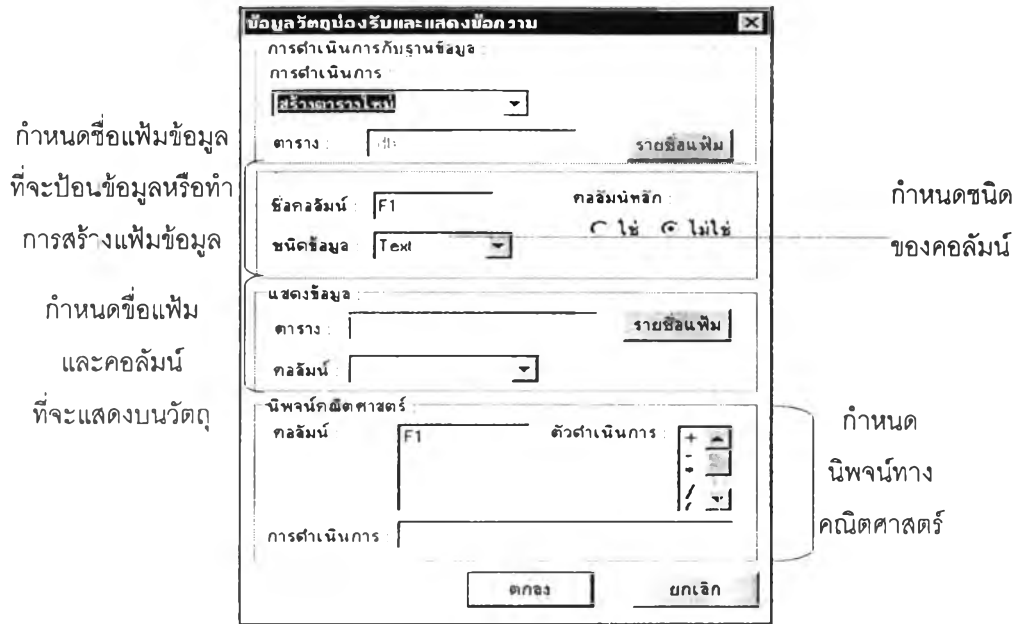 ข้อมูลวัตถุช่องรับและแสดงข้อความ
การดำเนินการกับฐานข้อมูล :
การดำเนินการ :
สร้างตารางใหม่
ตาราง :
รายชื่อแฟ้ม
ชื่อคอลัมน์ : F1
คอลัมน์หลัก :
ใช่ ไม่ใช่
ชนิดข้อมูล : Text
แสดงข้อมูล :
ตาราง :
รายชื่อแฟ้ม
คอลัมน์ :
นิพจน์คณิตศาสตร์ :
คอลัมน์ : F1
ตัวดำเนินการ : +
-
*
/
การดำเนินการ :
ตกลง ยกเลิก
กำหนดชื่อแฟ้มข้อมูล
ที่จะป้อนข้อมูลหรือทำ
การสร้างแฟ้มข้อมูล
กำหนดชื่อแฟ้ม
และคอลัมน์
ที่จะแสดงบนวัตถุ
กำหนดชนิด
ของคอลัมน์
กำหนด
นิพจน์ทาง
คณิตศาสตร์